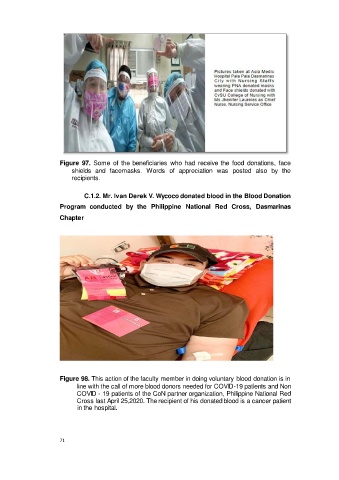 Pictures taken at Asia Medic
Hospital Pala Pala Dasmarinas
City with Nursing Staffs
wearing PNA donated masks
and Face shields donated with
CvSU College of Nursing with
Ms Jhennifer Lauansa as Chief
Nurse, Nursing Service Office
Figure 97. Some of the beneficiaries who had receive the food donations, face
shields and facemasks. Words of appreciation was posted also by the
recipients.
C.1.2. Mr. Ivan Derek V. Wycoco donated blood in the Blood Donation
Program conducted by the Philippine National Red Cross, Dasmarinas
Chapter
Figure 98. This action of the faculty member in doing voluntary blood donation is in
line with the call of more blood donors needed for COVID-19 patients and Non
COVID - 19 patients of the CoN partner organization, Philippine National Red
Cross last April 25,2020. The recipient of his donated blood is a cancer patient
in the hospital.
71